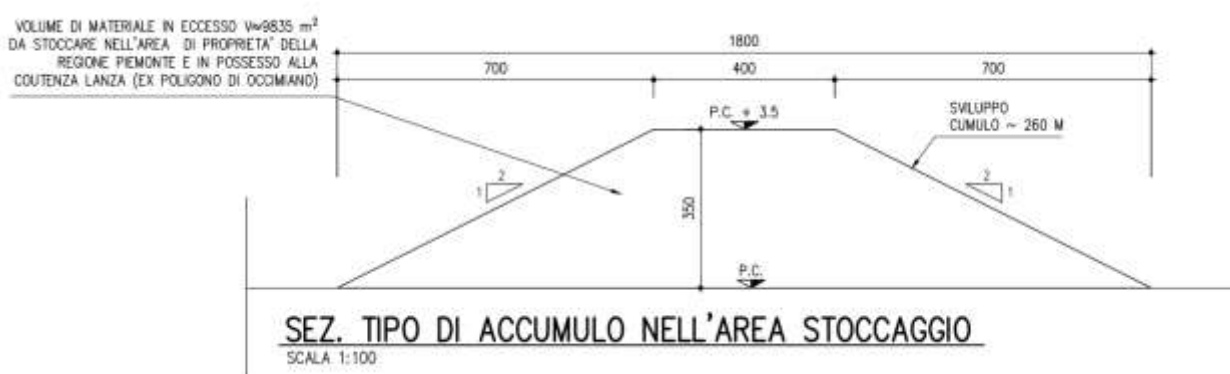 VOLUME DI MATERIALE IN ECCESSO V≈9835 m²
DA STOCCARE NELL'AREA DI PROPRIETA' DELLA
REGIONE PIEMONTE E IN POSSESSO ALLA
COUTENZA LANZA (EX POLIGONO DI OCCIMIANO)
1800
700
400
700
P.C. + 3.5
SVILUPPO
CUMULO ~ 260 M
2
1
2
1
350
P.C.
SEZ. TIPO DI ACCUMULO NELL'AREA STOCCAGGIO
SCALA 1:100